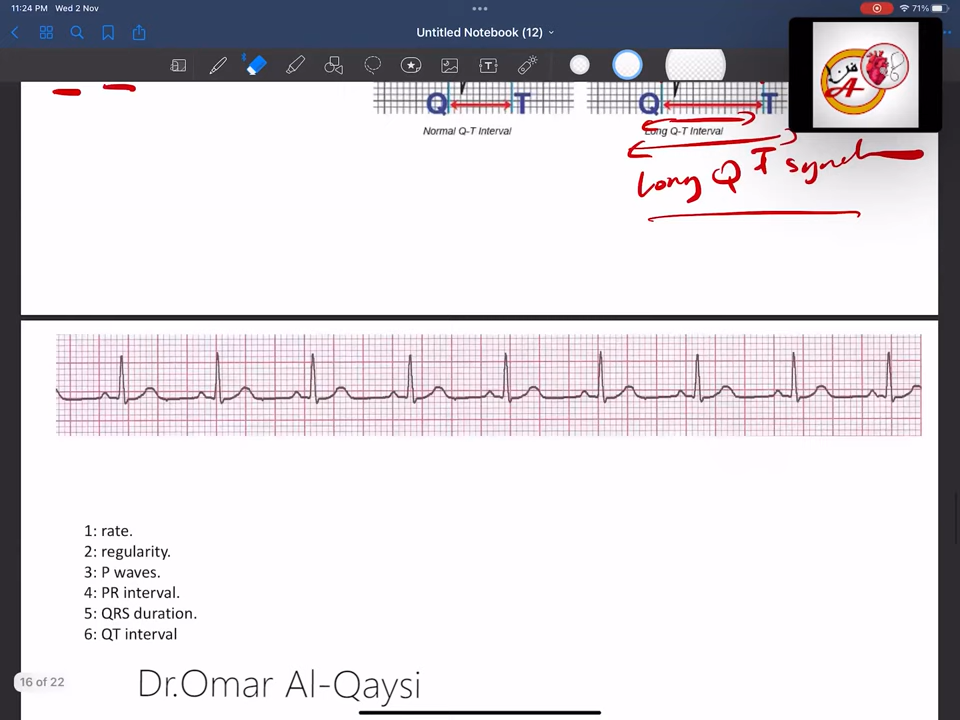 11:24 PM Wed 2 Nov
71%
Untitled Notebook (12)
Q T
Q T
Normal Q-T Interval
Long Q-T Interval
Long Q T
1: rate.
2: regularity.
3: P waves.
4: PR interval.
5: QRS duration.
6: QT interval
16 of 22
Dr.Omar Al-Qaysi